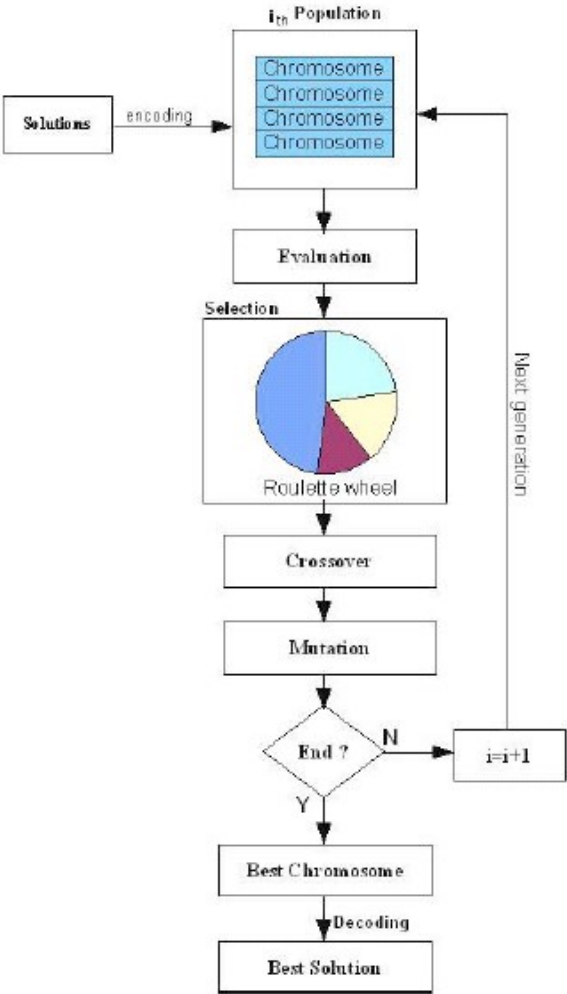 i th Population
Chromosome
Chromosome
Chromosome
Chromosome
Solutions
encoding
Evaluation
Selection
Roulette wheel
Next generation
Crossover
Mutation
End ?
N
i=i+1
Y
Best Chromosome
Decoding
Best Solution